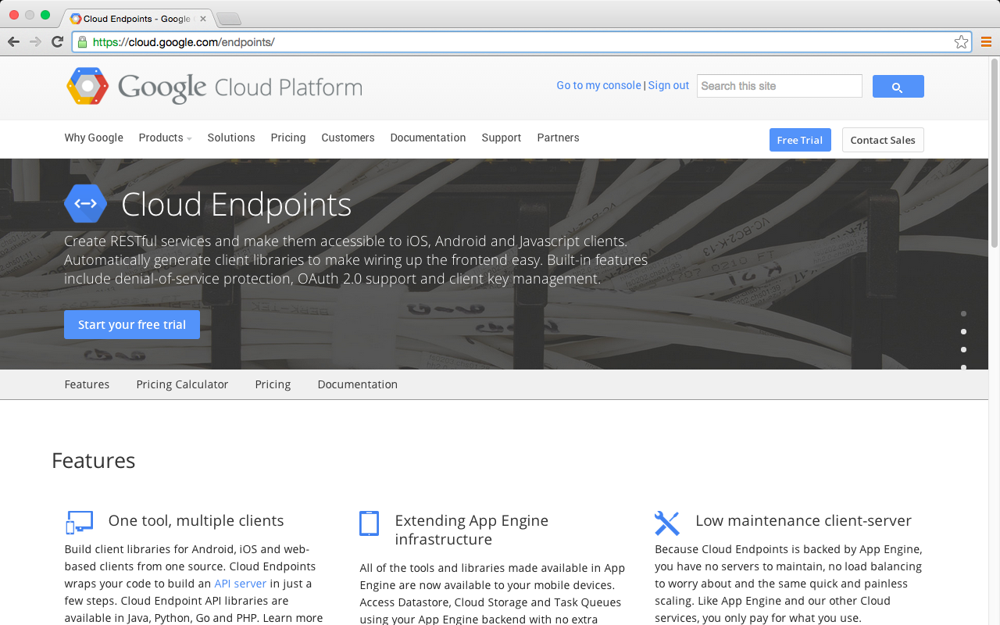 Cloud Endpoints - Google
https://cloud.google.com/endpoints/
Google Cloud Platform
Go to my console | Sign out
Search this site
Why Google Products Solutions Pricing Customers Documentation Support Partners
Free Trial
Contact Sales
Cloud Endpoints
Create RESTful services and make them accessible to iOS, Android and Javascript clients.
Automatically generate client libraries to make wiring up the frontend easy. Built-in features
include denial-of-service protection, OAuth 2.0 support and client key management.
Start your free trial
Features Pricing Calculator Pricing Documentation
Features
One tool, multiple clients
Build client libraries for Android, iOS and web-
based clients from one source. Cloud Endpoints
wraps your code to build an API server in just a
few steps. Cloud Endpoint API libraries are
available in Java, Python, Go and PHP. Learn more
Extending App Engine
infrastructure
All of the tools and libraries made available in App
Engine are now available to your mobile devices.
Access Datastore, Cloud Storage and Task Queues
using your App Engine backend with no extra
Low maintenance client-server
Because Cloud Endpoints is backed by App Engine,
you have no servers to maintain, no load balancing
to worry about and the same quick and painless
scaling. Like App Engine and our other Cloud
services, you only pay for what you use.